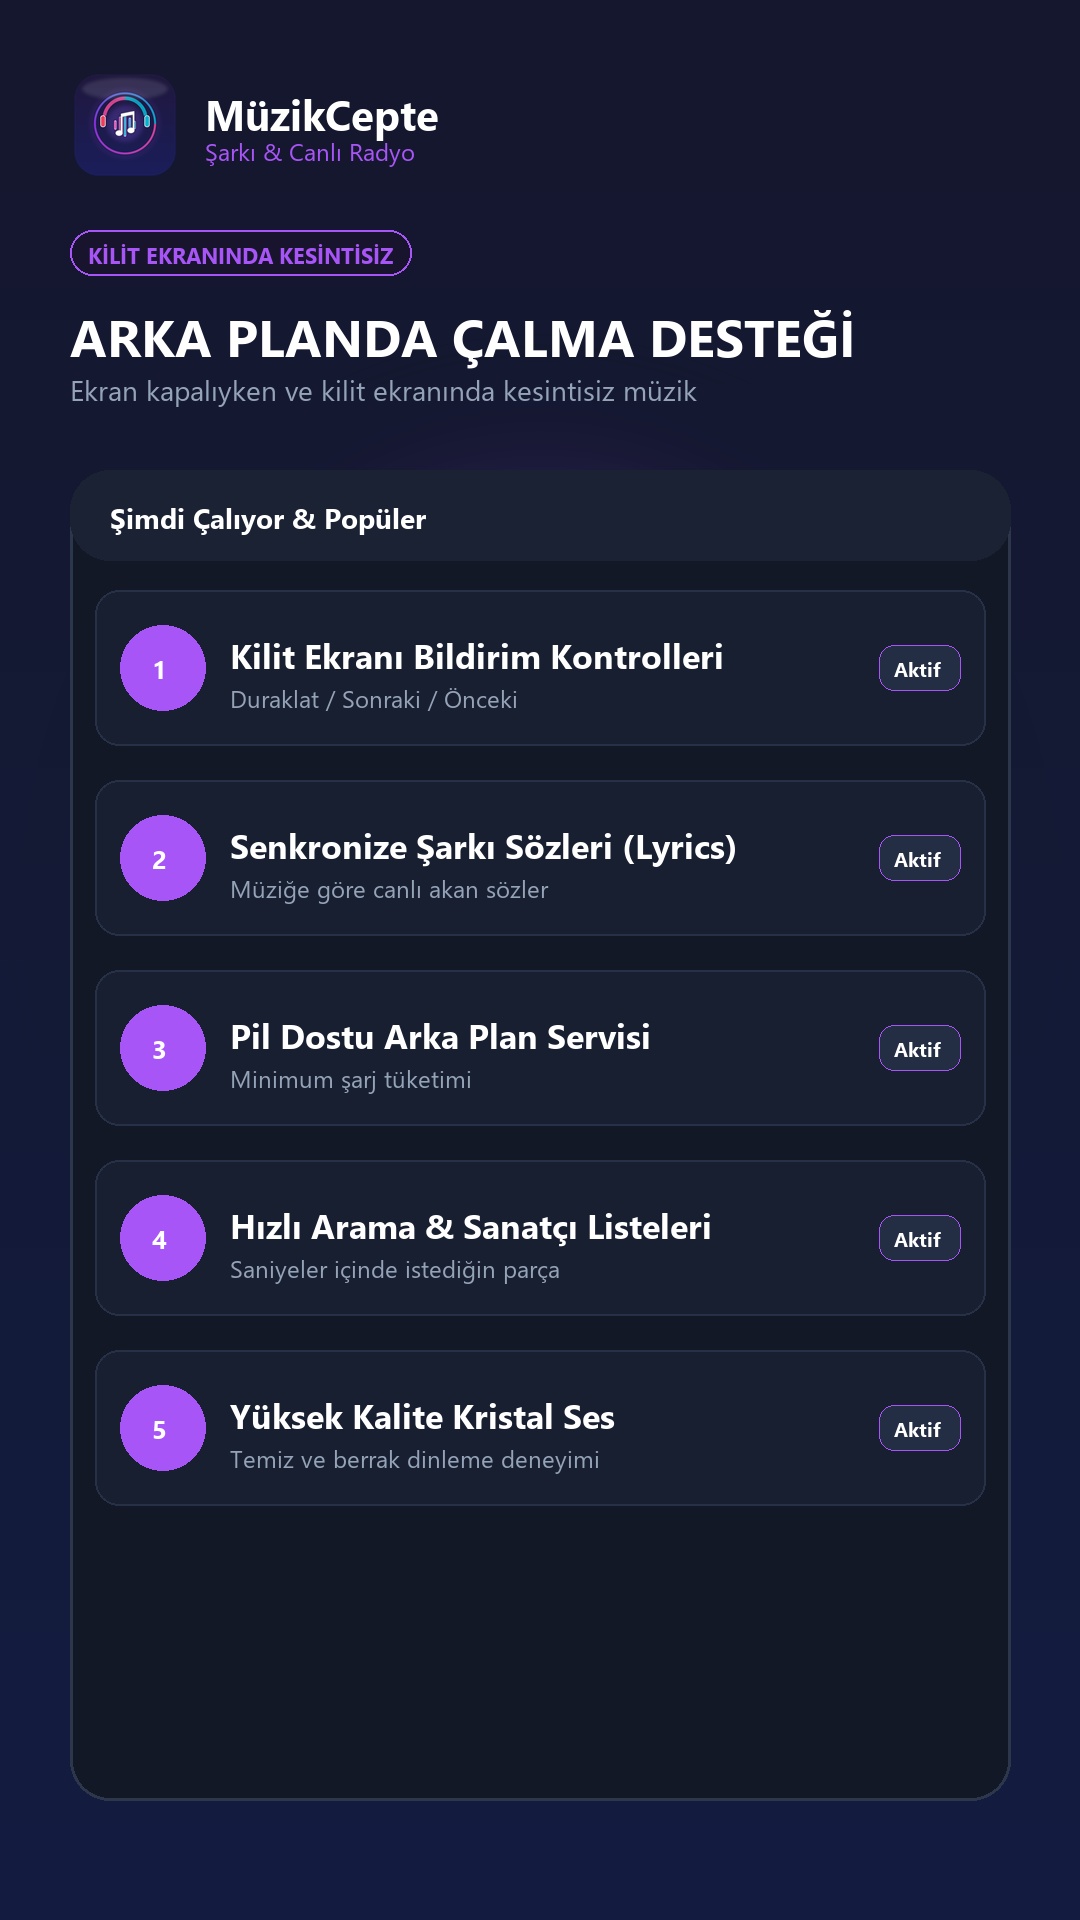 MüzikCepte
Şarkı & Canlı Radyo
KİLİT EKRANINDA KESİNTİSİZ
ARKA PLANDA ÇALMA DESTEĞİ
Ekran kapalıyken ve kilit ekranında kesintisiz müzik
Şimdi Çalıyor & Popüler
1
Kilit Ekranı Bildirim Kontrolleri
Duraklat / Sonraki / Önceki
Aktif
2
Senkronize Şarkı Sözleri (Lyrics)
Müziğe göre canlı akan sözler
Aktif
3
Pil Dostu Arka Plan Servisi
Minimum şarj tüketimi
Aktif
4
Hızlı Arama & Sanatçı Listeleri
Saniyeler içinde istediğin parça
Aktif
5
Yüksek Kalite Kristal Ses
Temiz ve berrak dinleme deneyimi
Aktif